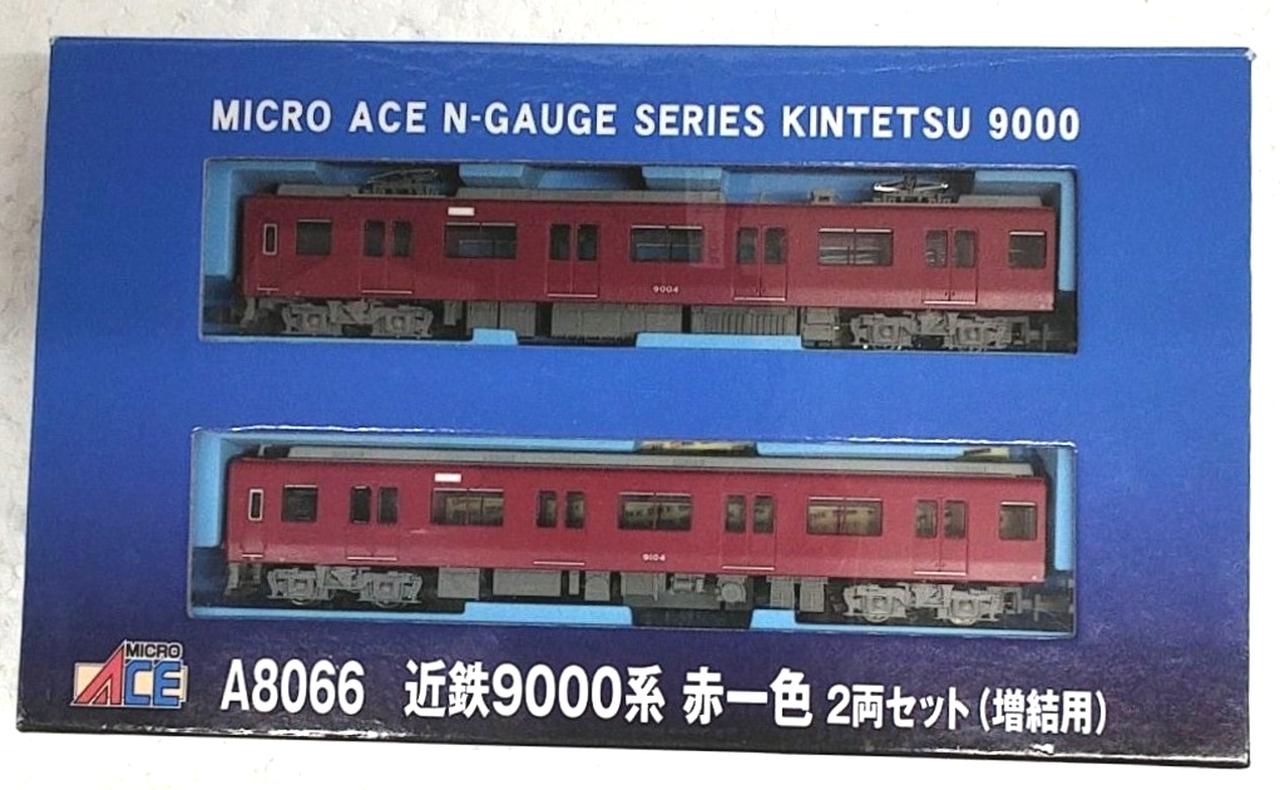 MICRO ACE N-GAUGE SERIES KINTETSU 9000
9004
9104
MICRO
ACE
A8066 近鉄9000系 赤一色 2両セット(増結用)